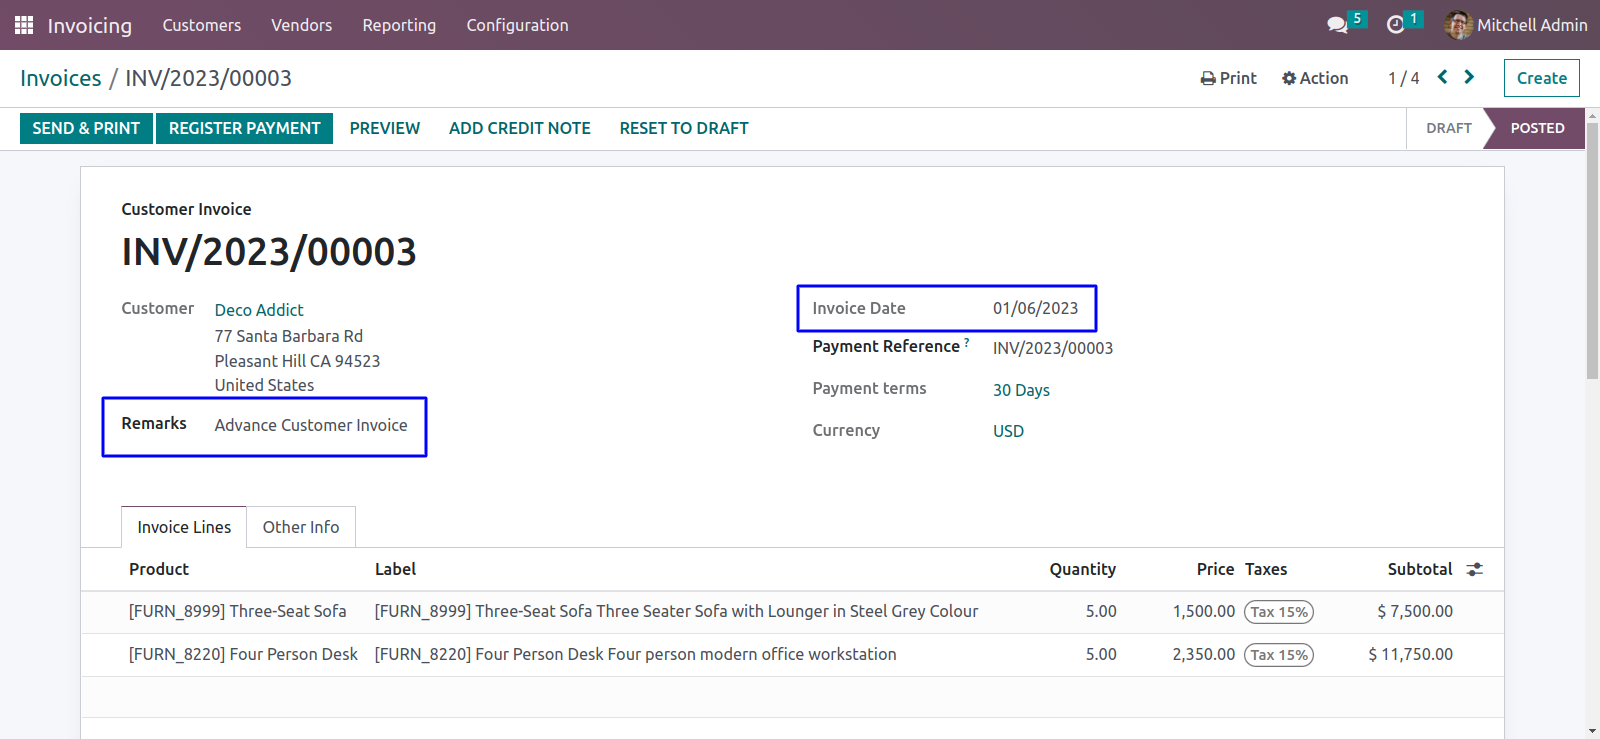 Invoicing Customers Vendors Reporting Configuration 5 1 Mitchell Admin
Invoices / INV/2023/00003 Print Action 1 / 4 Create
SEND & PRINT REGISTER PAYMENT PREVIEW ADD CREDIT NOTE RESET TO DRAFT DRAFT POSTED
Customer Invoice
INV/2023/00003
Customer Deco Addict Invoice Date 01/06/2023
77 Santa Barbara Rd
Payment Reference ? INV/2023/00003
Pleasant Hill CA 94523
United States Payment terms 30 Days
Remarks Advance Customer Invoice Currency USD
Invoice Lines Other Info
Product Label Quantity Price Taxes Subtotal
[FURN_8999] Three-Seat Sofa [FURN_8999] Three-Seat Sofa Three Seater Sofa with Lounger in Steel Grey Colour 5.00 1,500.00 Tax 15% $ 7,500.00
[FURN_8220] Four Person Desk [FURN_8220] Four Person Desk Four person modern office workstation 5.00 2,350.00 Tax 15% $ 11,750.00